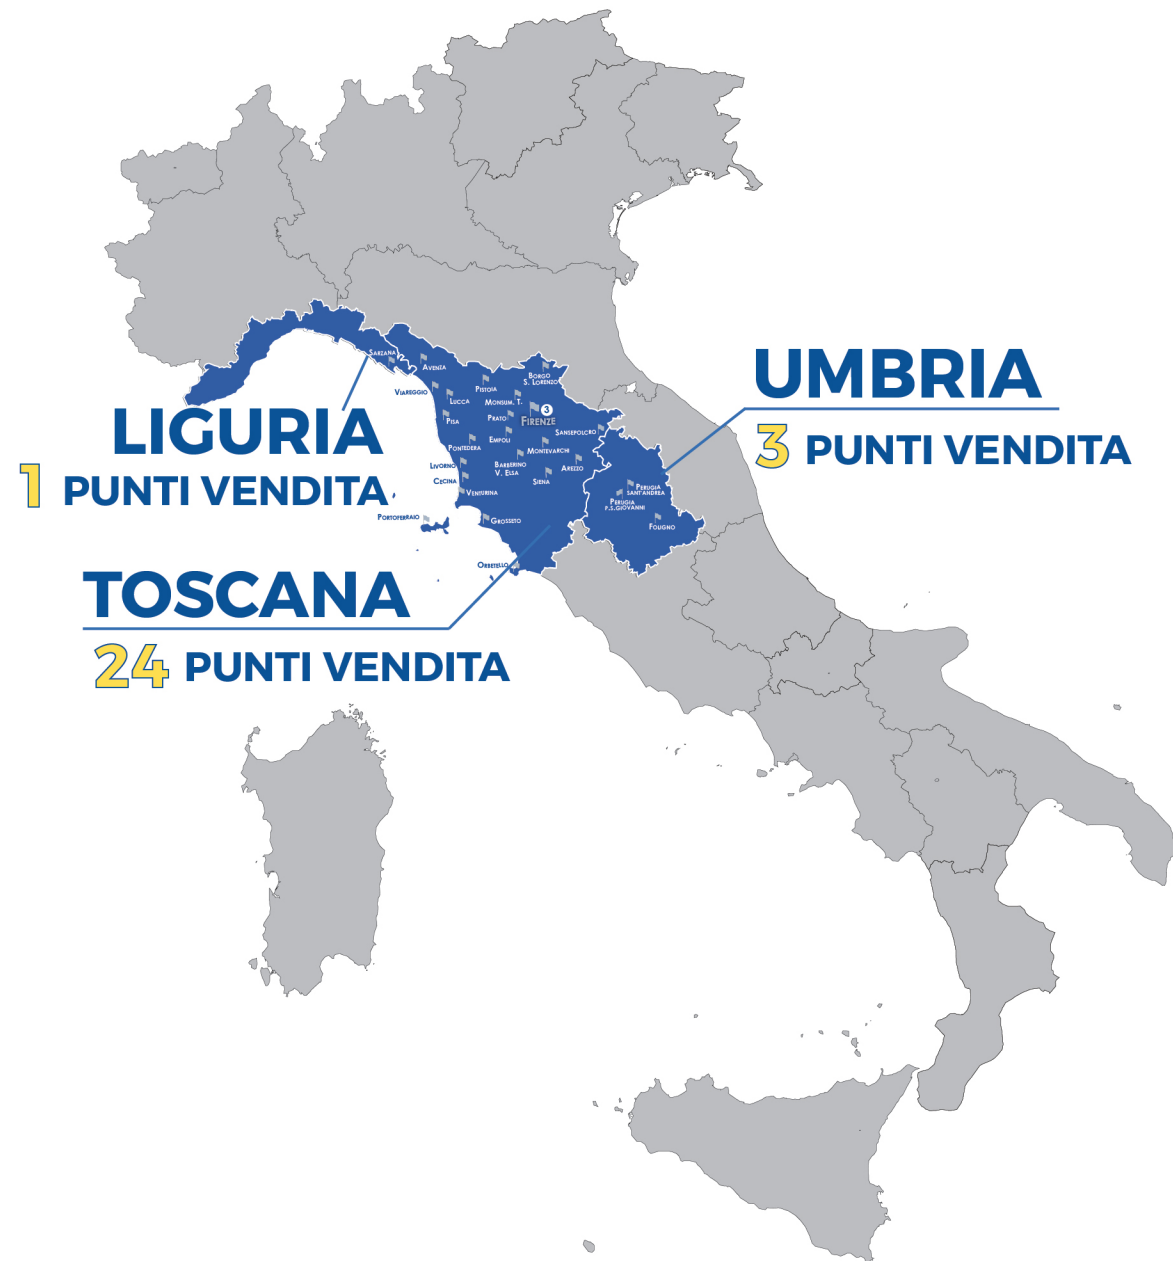 SARZANA
AVENZA
BORGO
S. LORENZO
PISTOIA
VIAREGGIO
LUCCA
MONSUM. T.
3
FIRENZE
PISA
PRATO
SANSEPOLCRO
EMPOLI
PONTEDERA
MONTEVARCHI
LIVORNO
BARBERINO
V. ELSA
AREZZO
CECINA
SIENA
VENTURINA
PORTOFERRAIO
GROSSETO
ORBETELLO
PERUGIA
SANT'ANDREA
PERUGIA
P.S.GIOVANNI
UMBRIA
3 PUNTI VENDITA
LIGURIA
1 PUNTI VENDITA
TOSCANA
24 PUNTI VENDITA